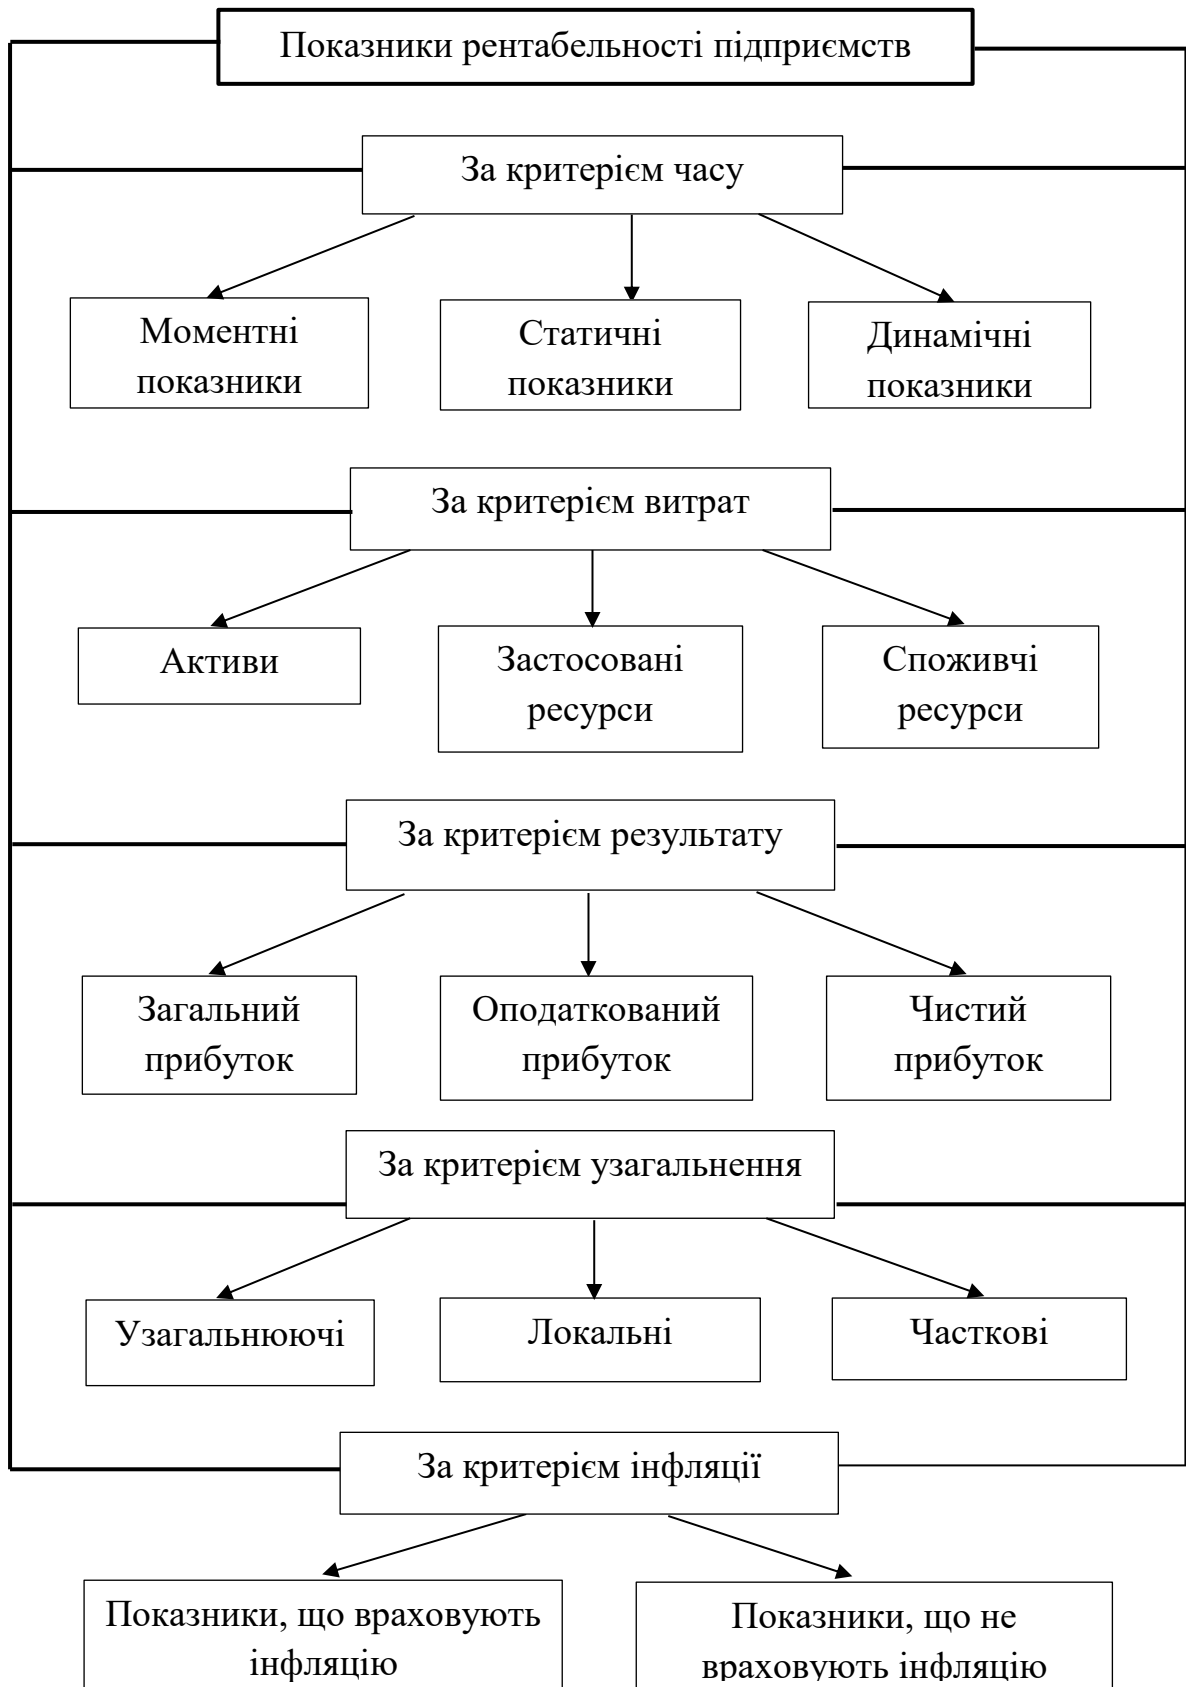 Показники рентабельності підприємств
За критерієм часу
Моментні
показники
Статичні
показники
Динамічні
показники
За критерієм витрат
Активи
Застосовані
ресурси
Споживчі
ресурси
За критерієм результату
Загальний
прибуток
Оподаткований
прибуток
Чистий
прибуток
За критерієм узагальнення
Узагальнюючі
Локальні
Часткові
За критерієм інфляції
Показники, що враховують
інфляцію
Показники, що не
враховують інфляцію